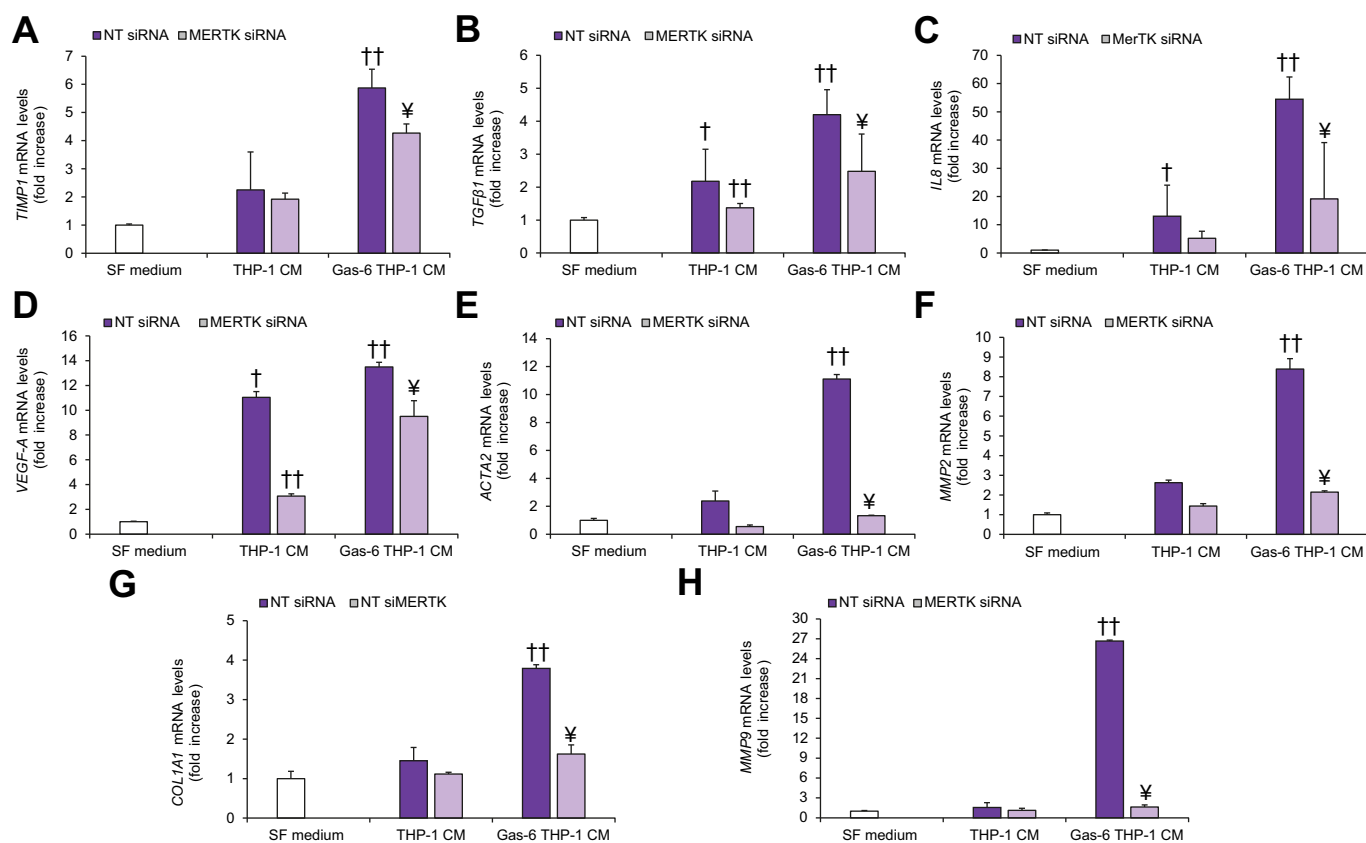 A
NT siRNA MERTK siRNA
TIMP1 mRNA levels
(fold increase)
7
6
5
4
3
2
1
0
††
¥
SF medium THP-1 CM Gas-6 THP-1 CM
B
NT siRNA MERTK siRNA
TGFβ1 mRNA levels
(fold increase)
6
5
4
3
2
1
0
†
††
††
¥
SF medium THP-1 CM Gas-6 THP-1 CM
C
NT siRNA MerTK siRNA
IL8 mRNA levels
(fold increase)
70
60
50
40
30
20
10
0
†
††
¥
SF medium THP-1 CM Gas-6 THP-1 CM
D
NT siRNA MERTK siRNA
VEGF-A mRNA levels
(fold increase)
16
14
12
10
8
6
4
2
0
†
††
††
¥
SF medium THP-1 CM Gas-6 THP-1 CM
E
NT siRNA MERTK siRNA
ACTA2 mRNA levels
(fold increase)
14
12
10
8
6
4
2
0
††
¥
SF medium THP-1 CM Gas-6 THP-1 CM
F
NT siRNA MERTK siRNA
MMP2 mRNA levels
(fold increase)
10
9
8
7
6
5
4
3
2
1
0
††
¥
SF medium THP-1 CM Gas-6 THP-1 CM
G
NT siRNA NT siMERTK
COL1A1 mRNA levels
(fold increase)
5
4
3
2
1
0
††
¥
SF medium THP-1 CM Gas-6 THP-1 CM
H
NT siRNA MERTK siRNA
MMP9 mRNA levels
(fold increase)
30
27
24
21
18
15
12
9
6
3
0
††
¥
SF medium THP-1 CM Gas-6 THP-1 CM